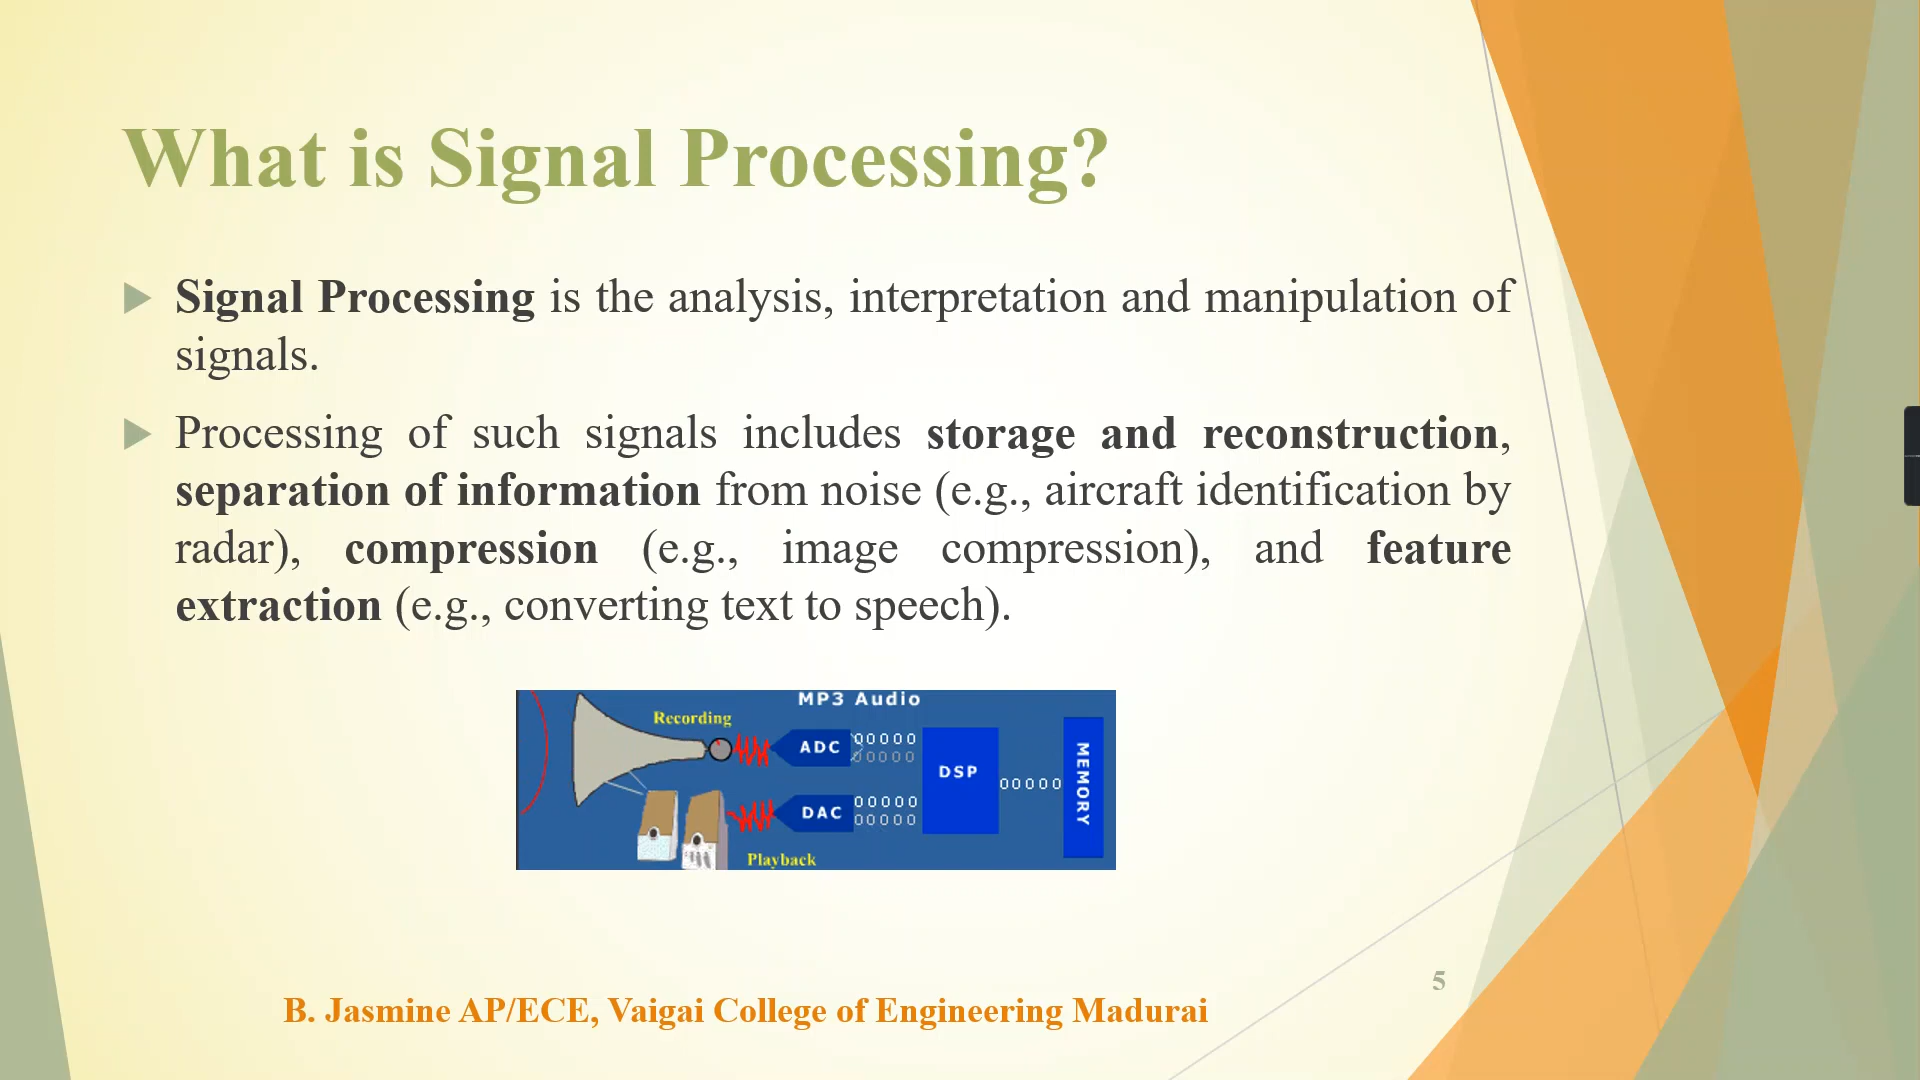 What is Signal Processing?
Signal Processing is the analysis, interpretation and manipulation of
signals.
Processing of such signals includes storage and reconstruction,
separation of information from noise (e.g., aircraft identification by
radar), compression (e.g., image compression), and feature
extraction (e.g., converting text to speech).
MP3 Audio
Recording
ADC
00000
00000
DSP
00000
MEMORY
DAC
00000
00000
Playback
5
B. Jasmine AP/ECE, Vaigai College of Engineering Madurai